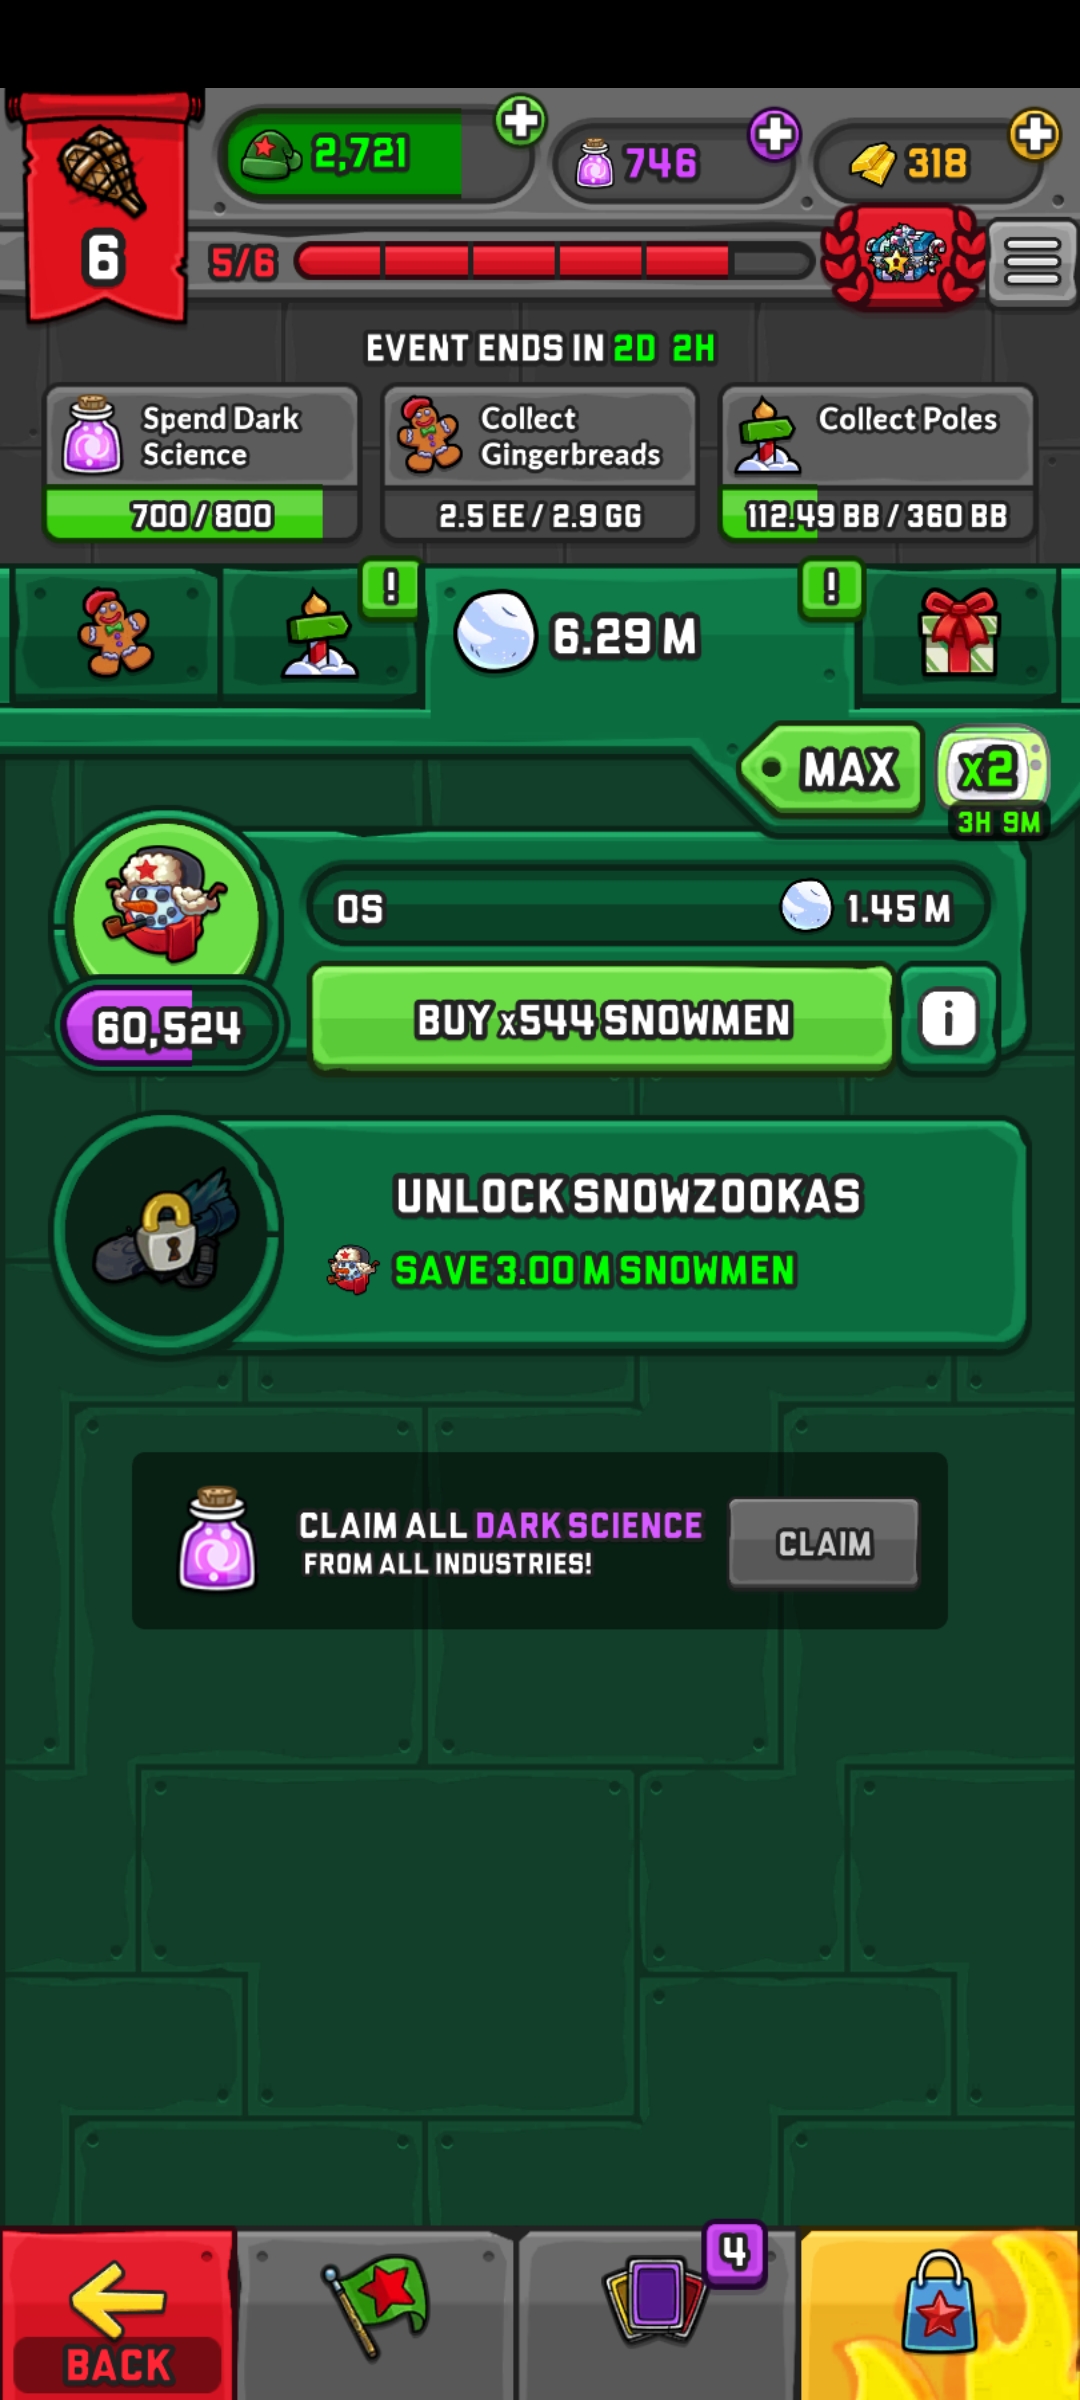 2,721
746
318
6
5/6
EVENT ENDS IN 2D 2H
Spend Dark
Science
700/800
Collect
Gingerbreads
2.5 EE/2.9 GG
Collect Poles
112.49 BB/360 BB
!
6.29 M
!
MAX
x2
3H 9M
0S
1.45 M
60,524
BUY x544 SNOWMEN
i
UNLOCK SNOWZOOKAS
SAVE 3.00 M SNOWMEN
CLAIM ALL DARK SCIENCE
FROM ALL INDUSTRIES!
CLAIM
4
BACK